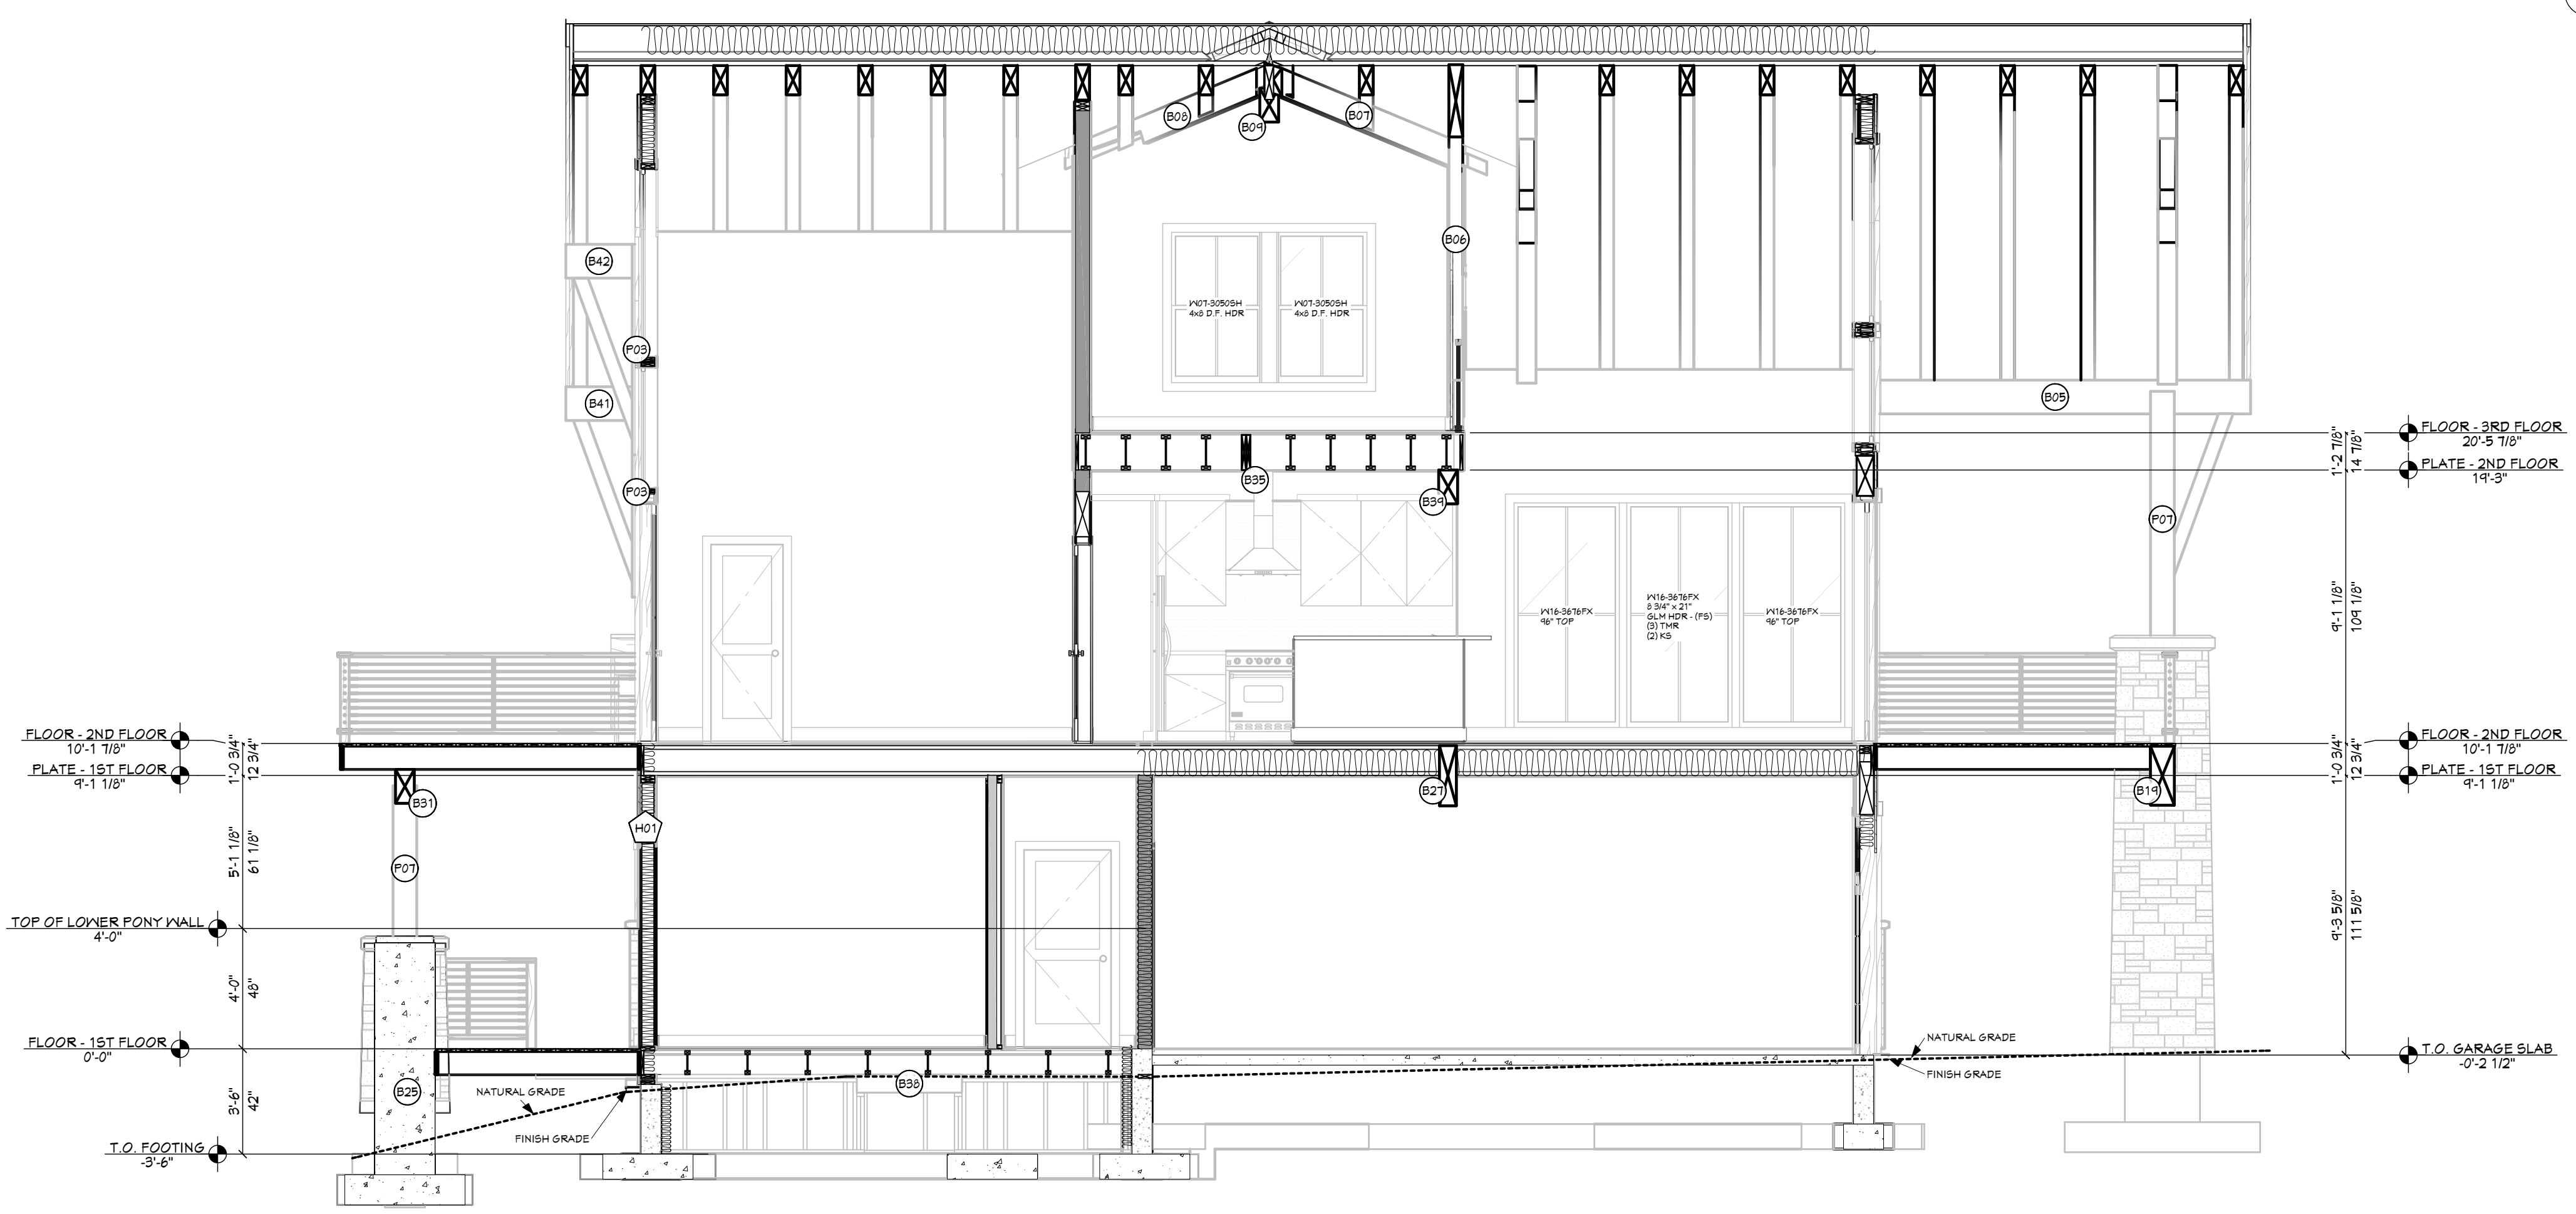 B08
B09
B07
B42
B06
W07-3050SH
4x8 D.F. HDR
W07-3050SH
4x8 D.F. HDR
P03
B41
B05
FLOOR - 3RD FLOOR
20'-5 7/8"
1'-2 7/8"
14 7/8"
PLATE - 2ND FLOOR
19'-3"
B35
P03
B39
P07
W16-3676FX
96" TOP
W16-3676FX
8 3/4" x 21"
GLM HDR - (FS)
(3) TMR
(2) KS
W16-3676FX
96" TOP
9'-1 1/8"
109 1/8"
FLOOR - 2ND FLOOR
10'-1 7/8"
1'-0 3/4"
12 3/4"
PLATE - 1ST FLOOR
9'-1 1/8"
FLOOR - 2ND FLOOR
10'-1 7/8"
1'-0 3/4"
12 3/4"
PLATE - 1ST FLOOR
9'-1 1/8"
B31
B27
B19
H01
5'-1 1/8"
61 1/8"
P07
TOP OF LOWER PONY WALL
4'-0"
9'-3 5/8"
111 5/8"
4'-0"
48"
FLOOR - 1ST FLOOR
0'-0"
NATURAL GRADE
T.O. GARAGE SLAB
-0'-2 1/2"
FINISH GRADE
B38
B25
NATURAL GRADE
3'-6"
42"
FINISH GRADE
T.O. FOOTING
-3'-6"